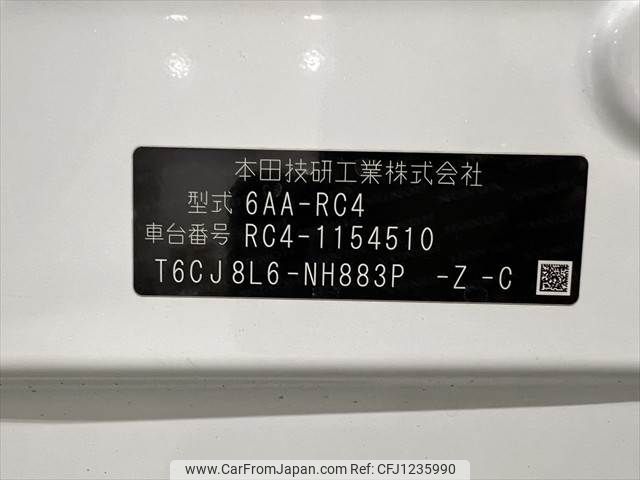 本田技研工業株式会社
型式 6AA-RC4
車台番号 RC4-1154510
T6CJ8L6-NH883P -Z-C
www.CarFromJapan.com - CFJ1235990